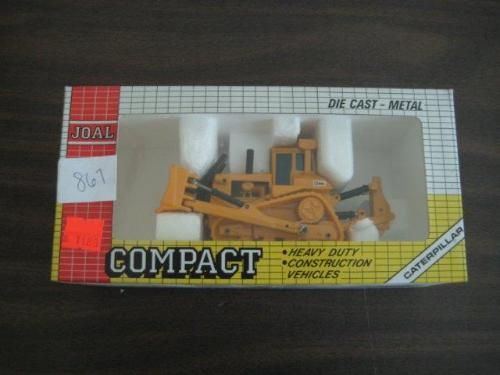 DIE CAST - METAL
JOAL
867
COMPACT
• HEAVY DUTY
• CONSTRUCTION
VEHICLES
CATERPILLAR